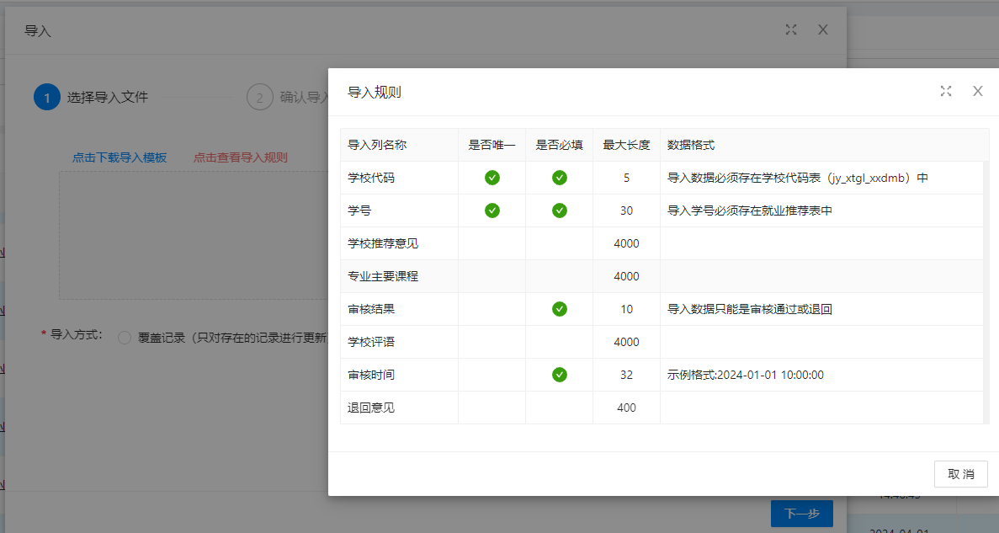 导入
1 选择导入文件
2 确认导入
点击下载导入模板 点击查看导入规则
* 导入方式： 覆盖记录（只对存在的记录进行更新
下一步
导入规则
导入列名称 是否唯一 是否必填 最大长度 数据格式
学校代码 5 导入数据必须存在学校代码表（jy_xtgl_xxdmb）中
学号 30 导入学号必须存在就业推荐表中
学校推荐意见 4000
专业主要课程 4000
审核结果 10 导入数据只能是审核通过或退回
学校评语 4000
审核时间 32 示例格式:2024-01-01 10:00:00
退回意见 400
取 消